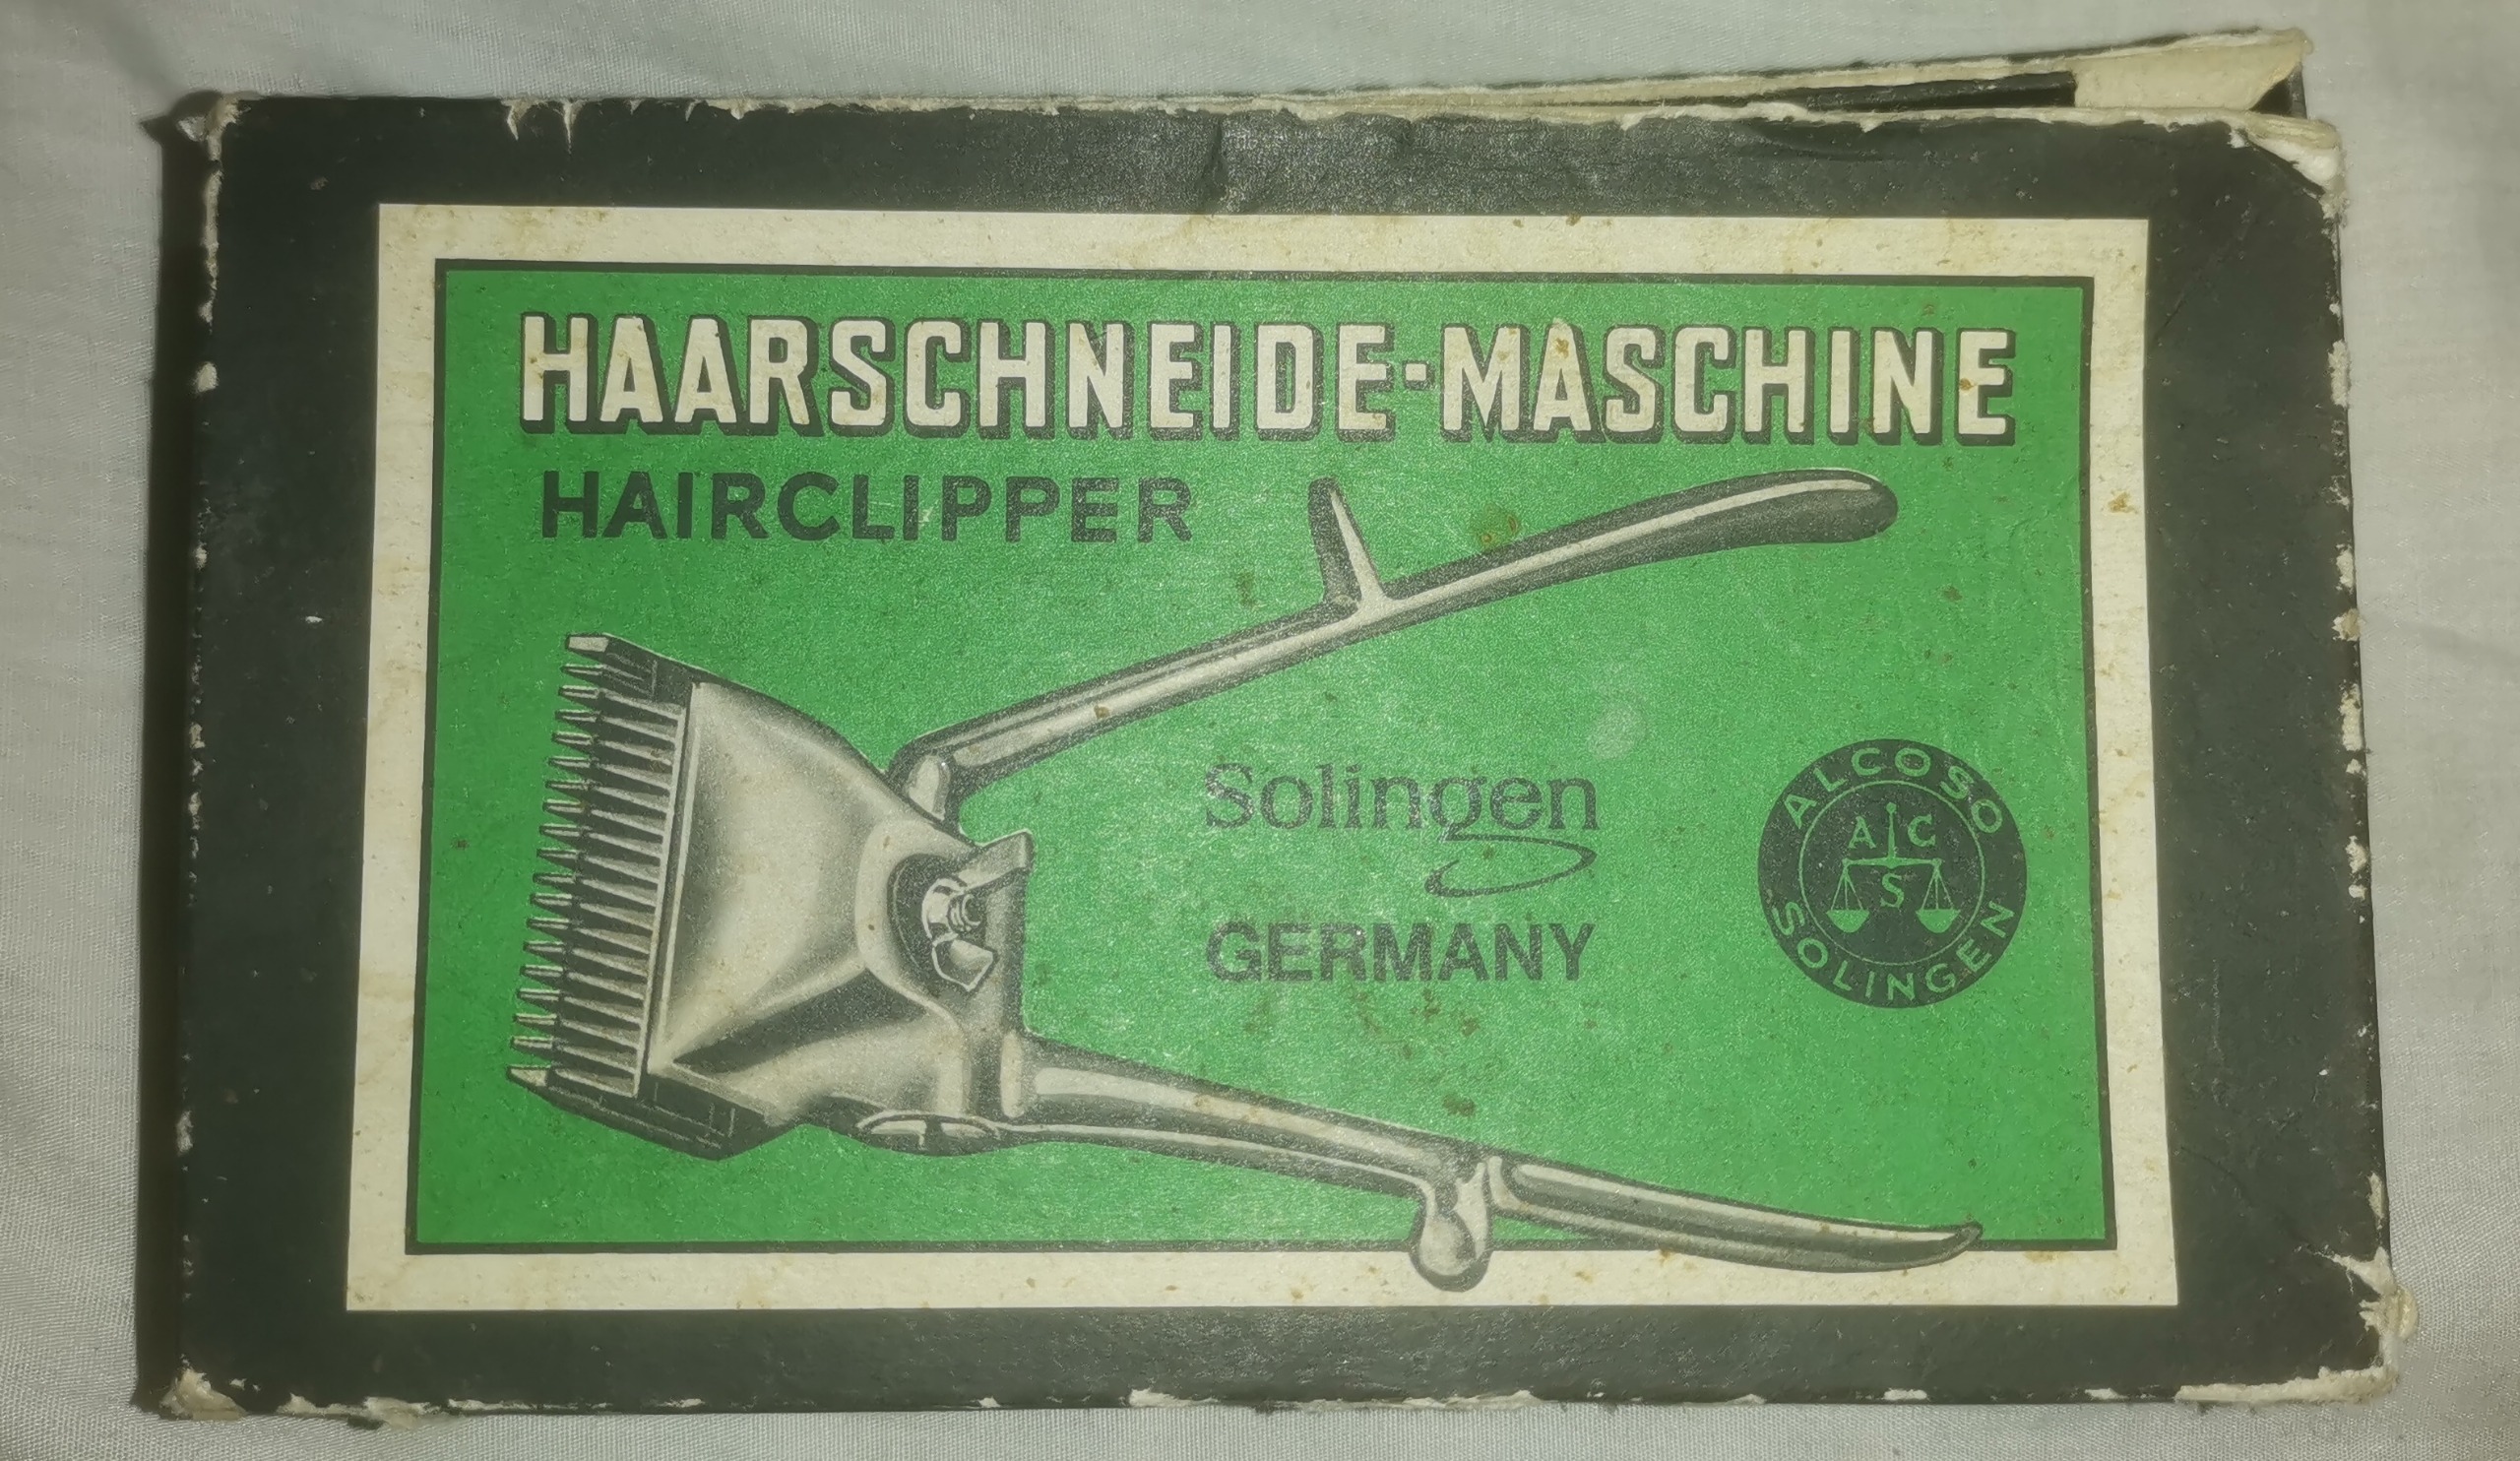 HAARSCHNEIDE-MASCHINE
HAIRCLIPPER
Solingen
GERMANY
ALCOSO
A C
S
SOLINGEN